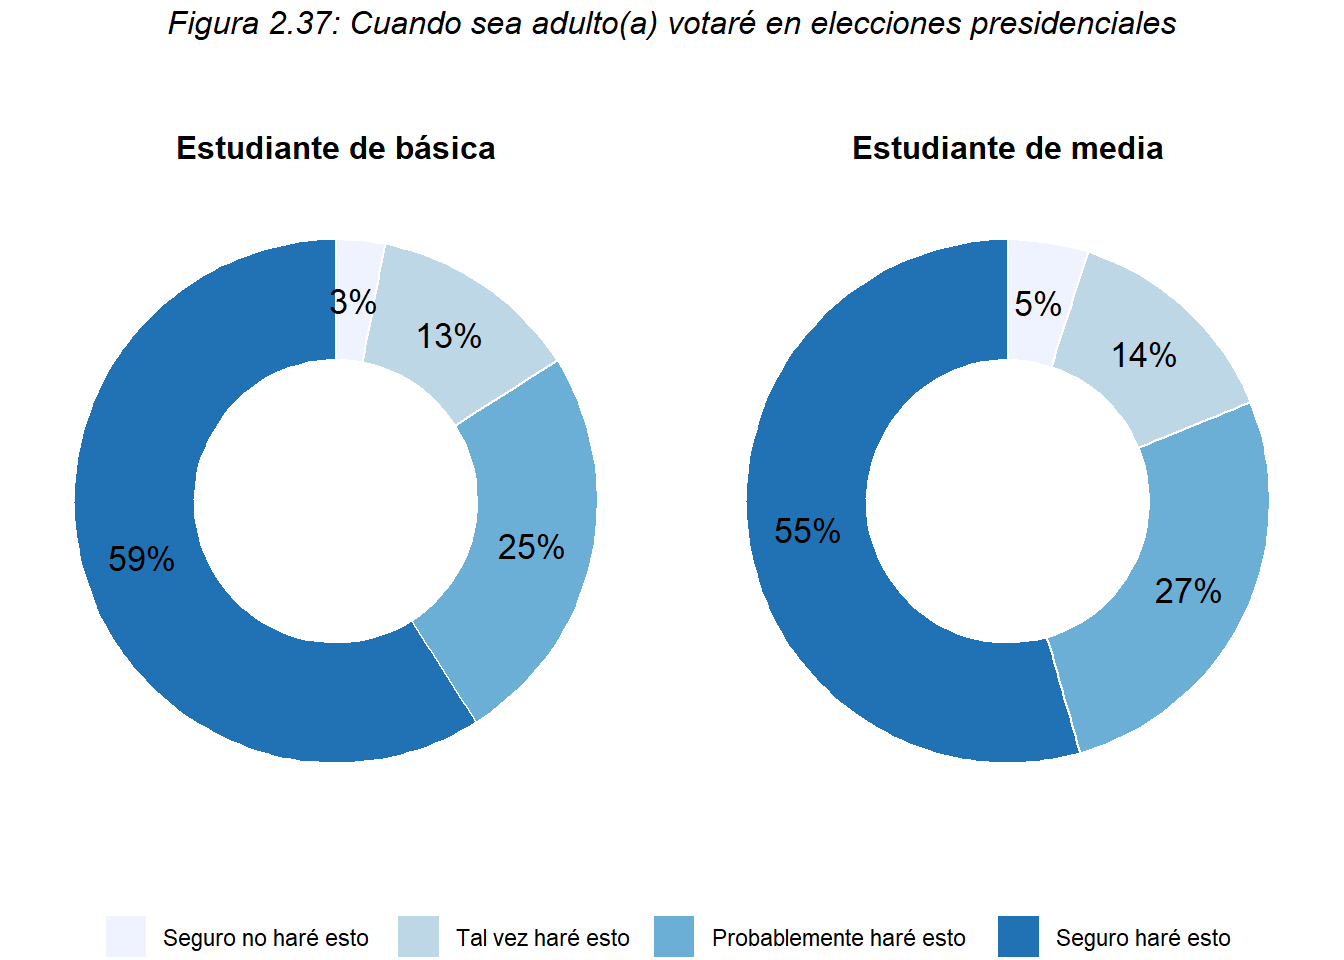 Figura 2.37: Cuando sea adulto(a) votaré en elecciones presidenciales
Estudiante de básica
Estudiante de media
3%
13%
25%
59%
5%
14%
27%
55%
Seguro no haré esto
Tal vez haré esto
Probablemente haré esto
Seguro haré esto